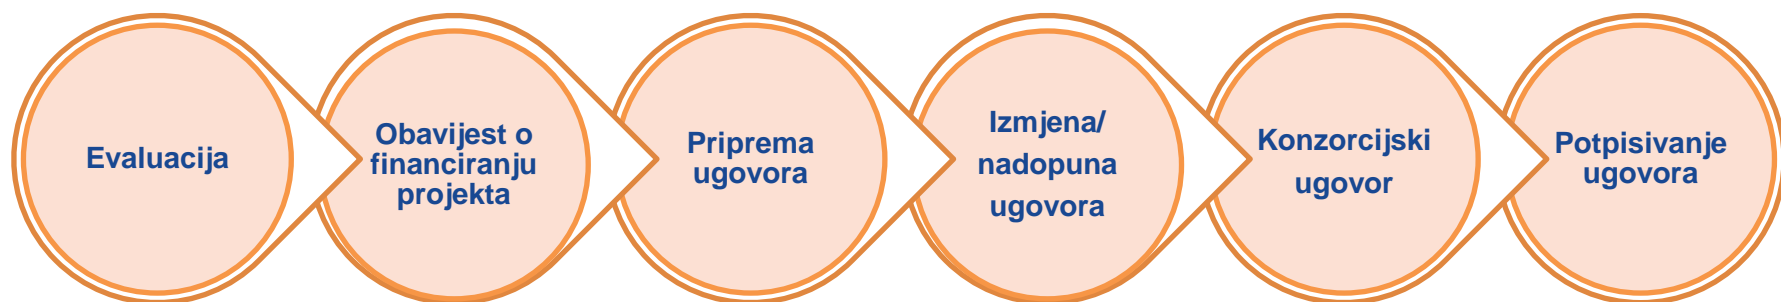 Evaluacija
Obavijest o
financiranju
projekta
Priprema
ugovora
Izmjena/
nadopuna
ugovora
Konzorcijski
ugovor
Potpisivanje
ugovora